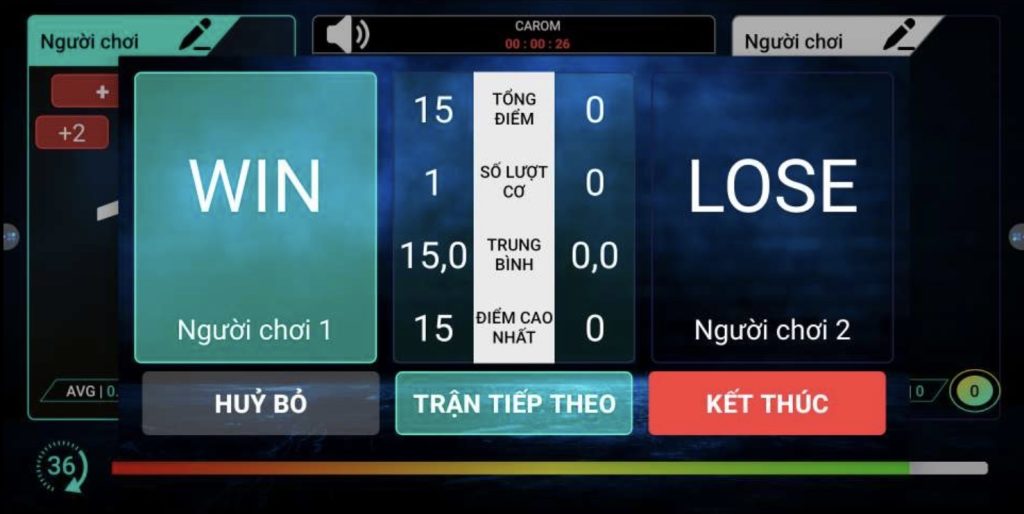 Người chơi
CAROM
00 : 00 : 26
Người chơi
+
+2
WIN
Người chơi 1
15 TỔNG ĐIỂM 0
1 SỐ LƯỢT CƠ 0
15,0 TRUNG BÌNH 0,0
15 ĐIỂM CAO NHẤT 0
LOSE
Người chơi 2
AVG | 0.
| 0
0
HUỶ BỎ
TRẬN TIẾP THEO
KẾT THÚC
36